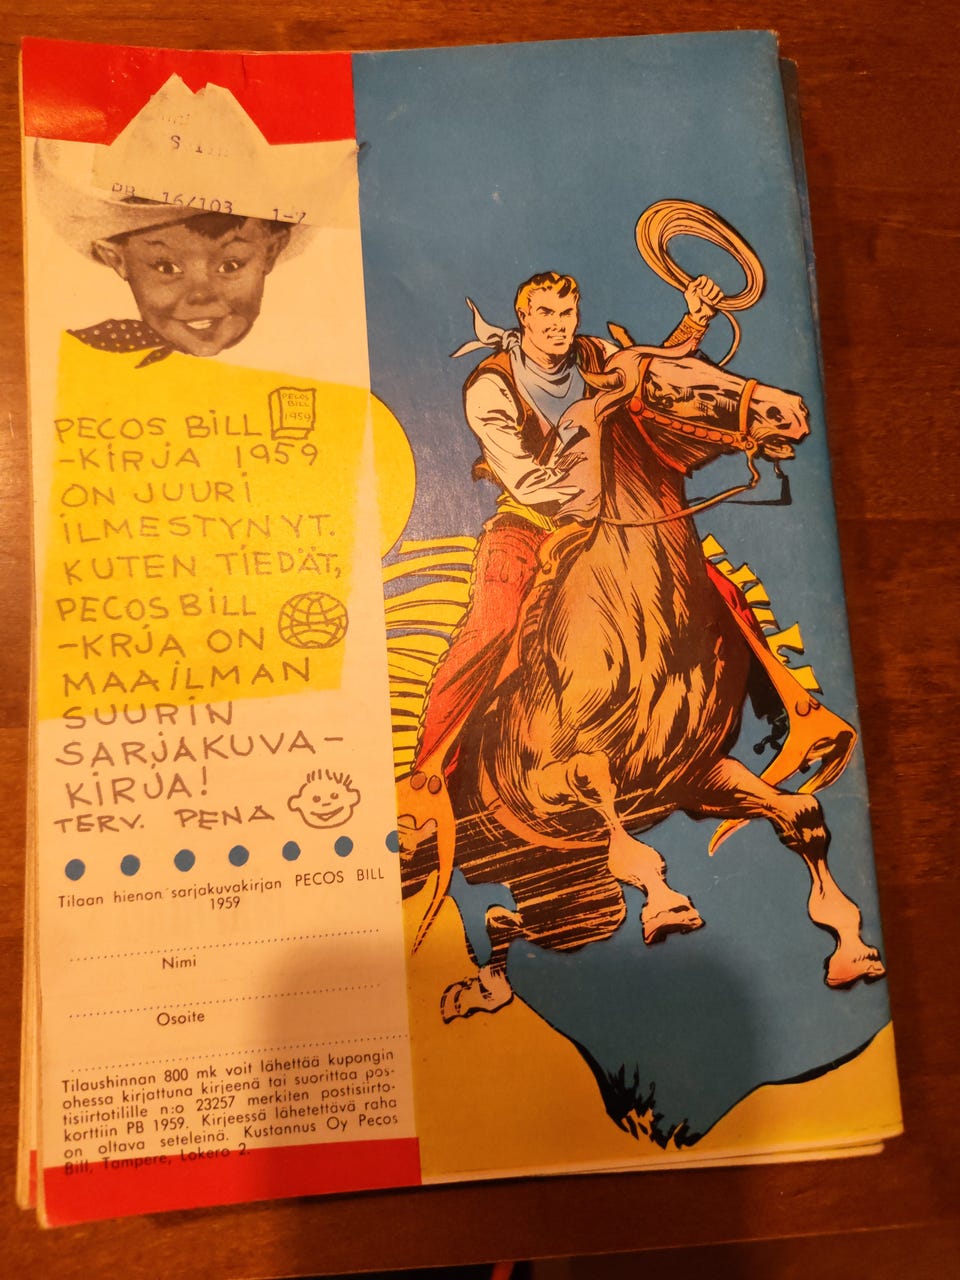 PB 16/103 1-7
PECOS BILL
PECOS
BILL
1959
-KIRJA 1959
ON JUURI
ILMESTYNYT.
KUTEN TIEDÄT,
PECOS BILL
-KRJA ON
MAAILMAN
SUURIN
SARJAKUVA-
KIRJA!
TERV. PENA
Tilaan hienon sarjakuvakirjan PECOS BILL
1959
Nimi
Osoite
Tilaushinnan 800 mk voit lähettää kupongin
ohessa kirjattuna kirjeenä tai suorittaa pos-
tisiirtotilille n:o 23257 merkiten postisiirto-
korttiin PB 1959. Kirjeessä lähetettävä raha
on oltava seteleinä. Kustannus Oy Pecos
Bill, Tampere, Lokero 2.